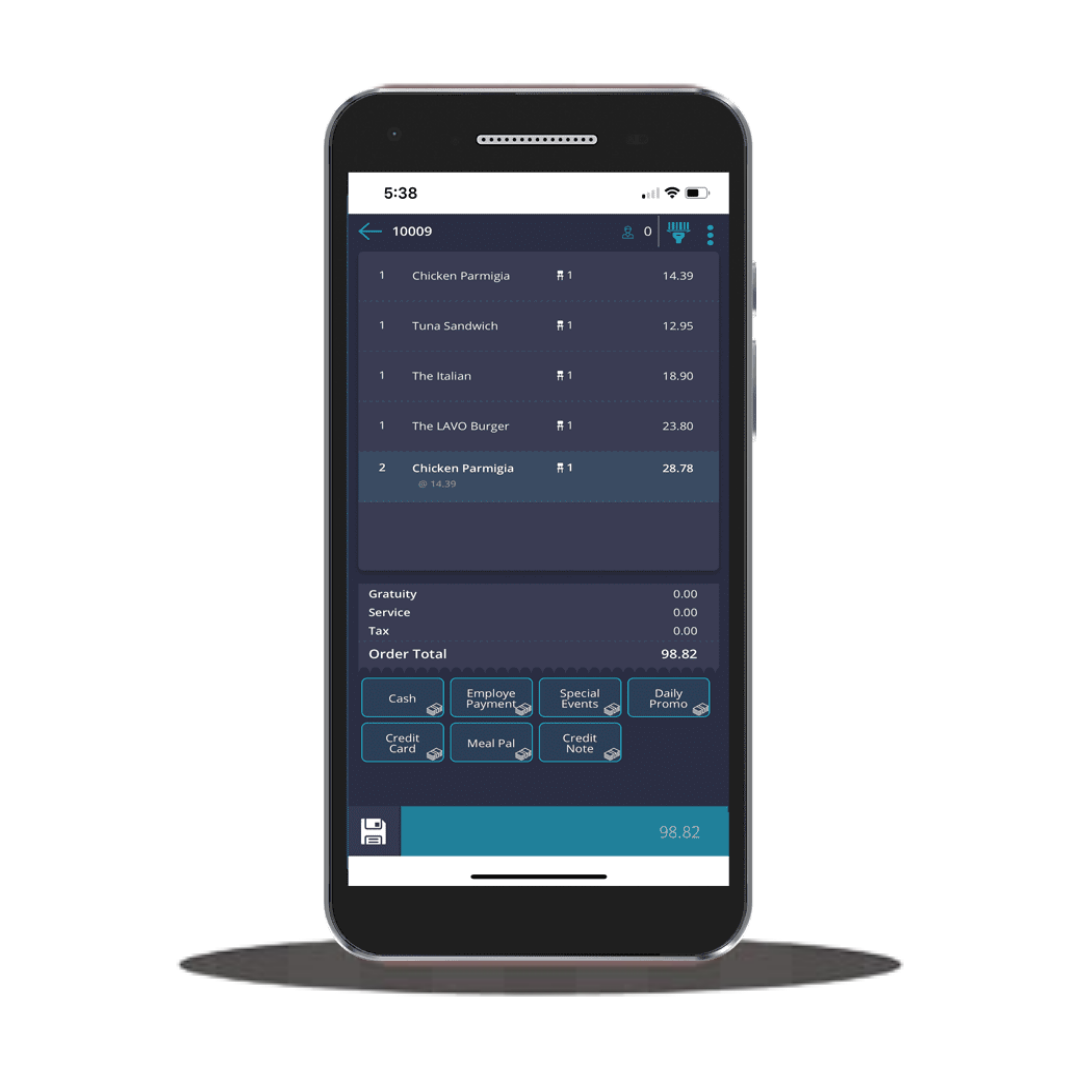 5:38
10009 0
1 Chicken Parmigia 1 14.39
1 Tuna Sandwich 1 12.95
1 The Italian 1 18.90
1 The LAVO Burger 1 23.80
2 Chicken Parmigia 1 28.78
@ 14.39
Gratuity 0.00
Service 0.00
Tax 0.00
Order Total 98.82
Cash
Employe
Payment
Special
Events
Daily
Promo
Credit
Card
Meal Pal
Credit
Note
98.82